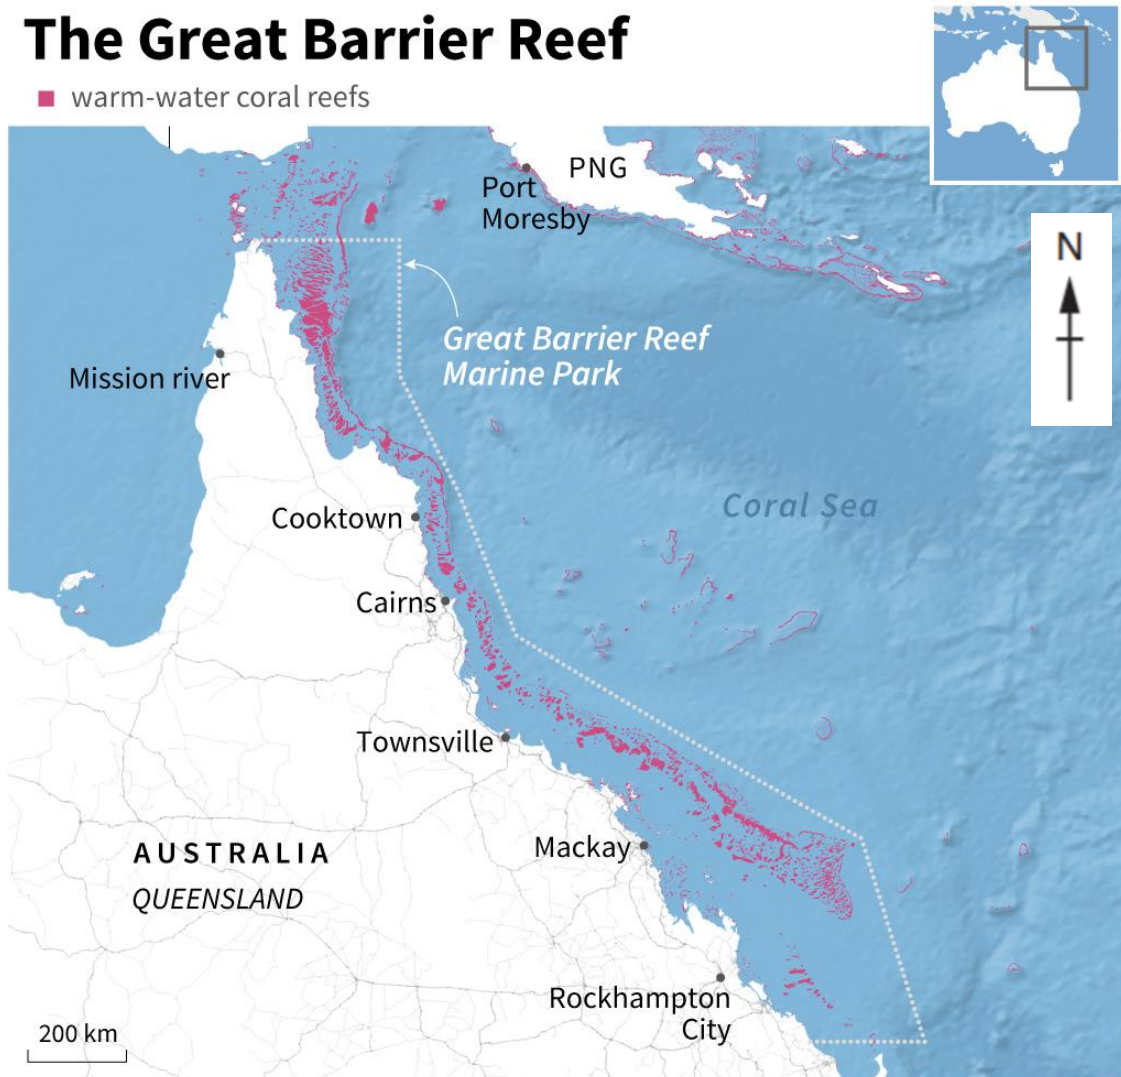 The Great Barrier Reef
warm-water coral reefs
N
PNG
Port
Moresby
Great Barrier Reef
Marine Park
Mission river
Coral Sea
Cooktown
Cairns
Townsville
Mackay
AUSTRALIA
QUEENSLAND
Rockhampton
City
200 km